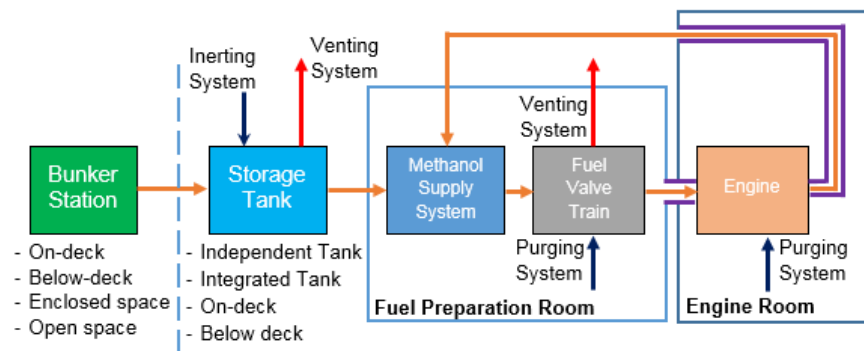 Inerting
System
Venting
System
Venting
System
Bunker
Station
Storage
Tank
Methanol
Supply
System
Fuel
Valve
Train
Engine
- On-deck
- Below-deck
- Enclosed space
- Open space
- Independent Tank
- Integrated Tank
- On-deck
- Below deck
Purging
System
Purging
System
Fuel Preparation Room
Engine Room